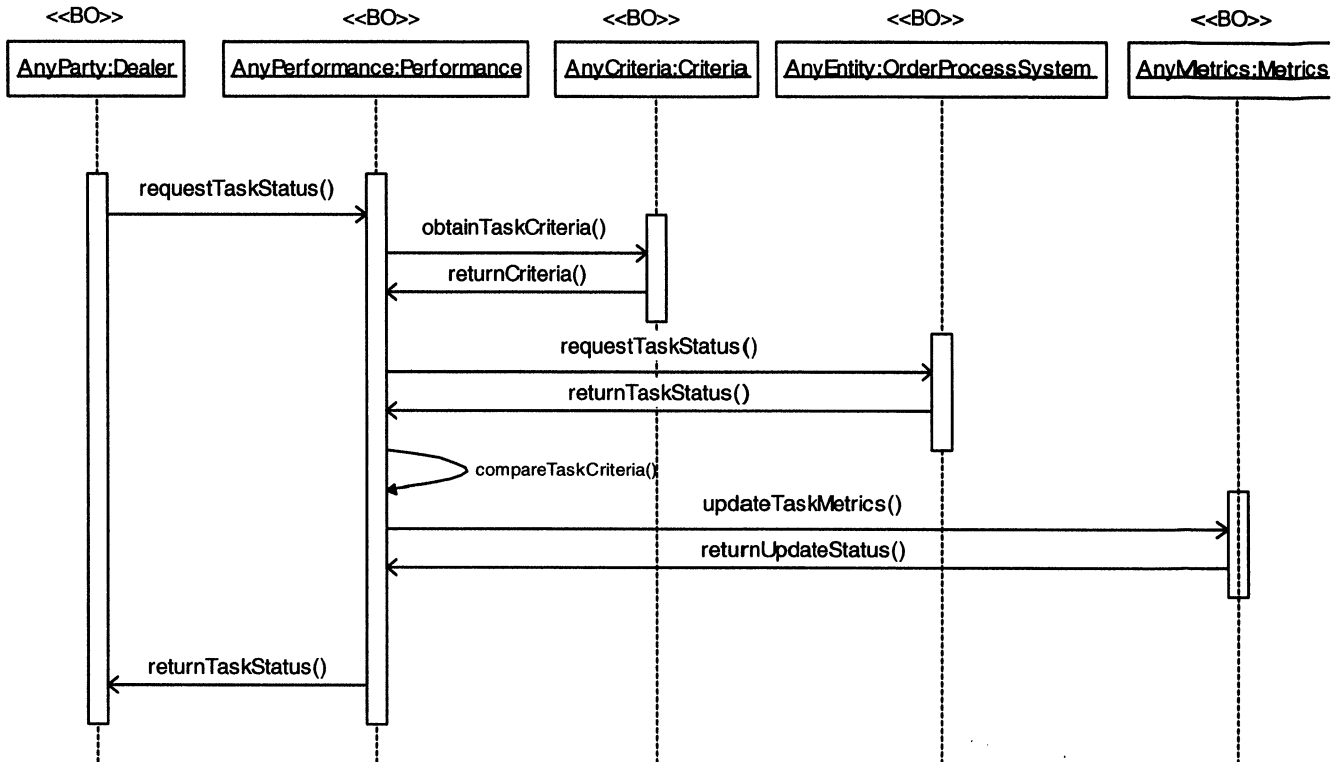 <<BO>> <<BO>> <<BO>> <<BO>> <<BO>>
AnyParty:Dealer AnyPerformance:Performance AnyCriteria:Criteria AnyEntity:OrderProcessSystem AnyMetrics:Metrics
requestTaskStatus()
obtainTaskCriteria()
returnCriteria()
requestTaskStatus()
returnTaskStatus()
compareTaskCriteria()
updateTaskMetrics()
returnUpdateStatus()
returnTaskStatus()